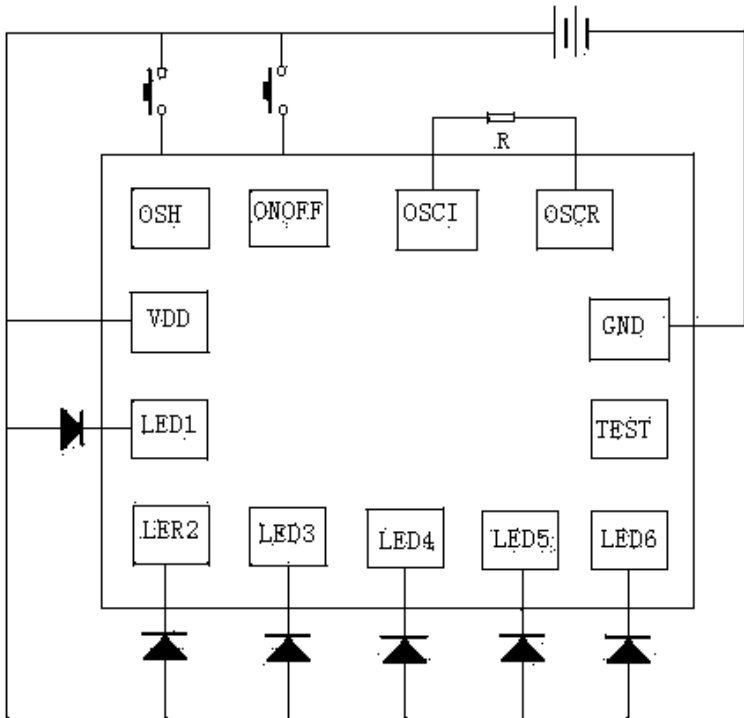 R
OSH ONOFF OSCI OSCR
VDD GND
LED1 TEST
LER2 LED3 LED4 LED5 LED6